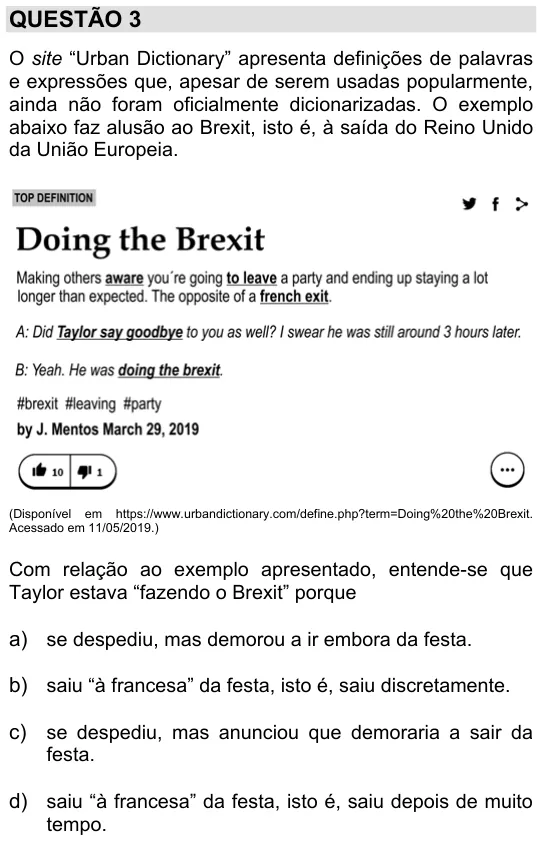 QUESTÃO 3
O site “Urban Dictionary” apresenta definições de palavras
e expressões que, apesar de serem usadas popularmente,
ainda não foram oficialmente dicionarizadas. O exemplo
abaixo faz alusão ao Brexit, isto é, à saída do Reino Unido
da União Europeia.
TOP DEFINITION
Doing the Brexit
Making others aware you´re going to leave a party and ending up staying a lot
longer than expected. The opposite of a french exit.
A: Did Taylor say goodbye to you as well? I swear he was still around 3 hours later.
B: Yeah. He was doing the brexit.
#brexit #leaving #party
by J. Mentos March 29, 2019
10 1
(Disponível em https://www.urbandictionary.com/define.php?term=Doing%20the%20Brexit.
Acessado em 11/05/2019.)
Com relação ao exemplo apresentado, entende-se que
Taylor estava “fazendo o Brexit” porque
a) se despediu, mas demorou a ir embora da festa.
b) saiu “à francesa” da festa, isto é, saiu discretamente.
c) se despediu, mas anunciou que demoraria a sair da
festa.
d) saiu “à francesa” da festa, isto é, saiu depois de muito
tempo.